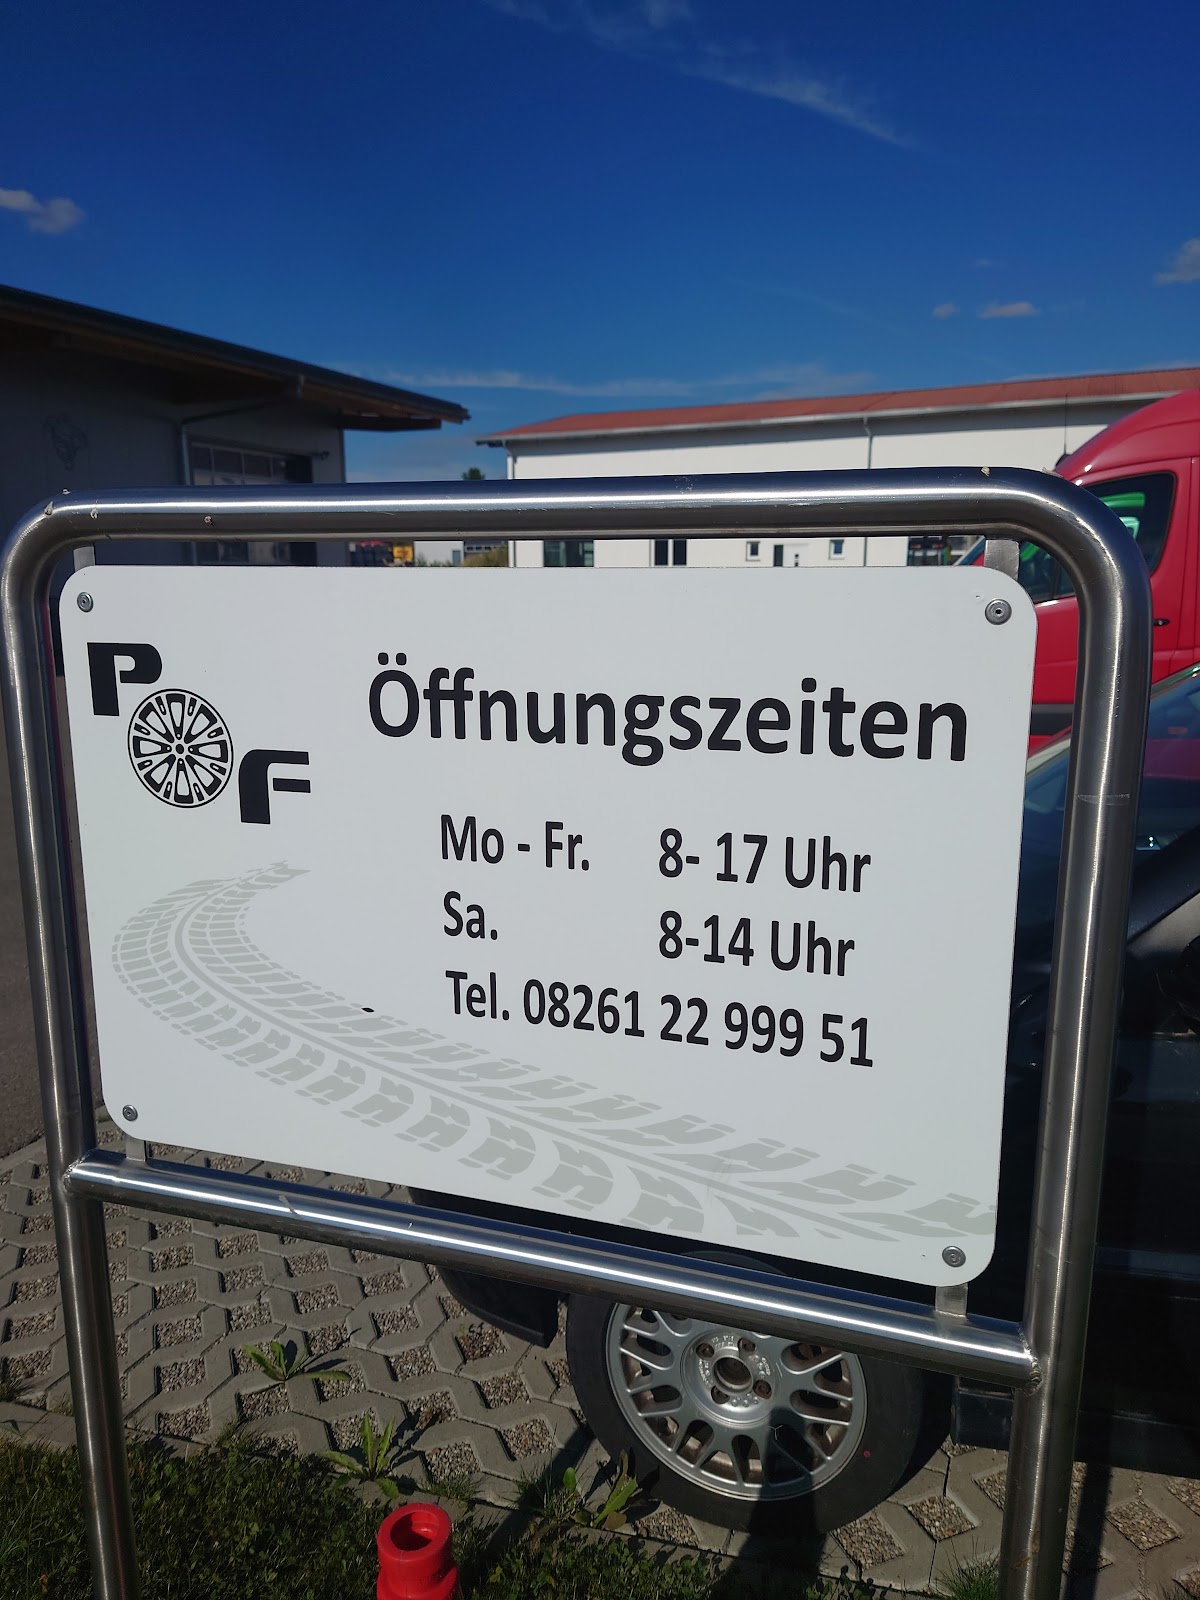 P F
Öffnungszeiten
Mo - Fr. 8- 17 Uhr
Sa. 8-14 Uhr
Tel. 08261 22 999 51